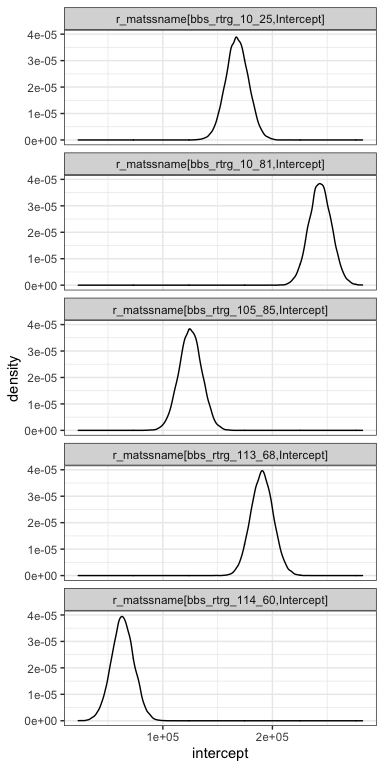 r_matssname[bbs_rtrg_10_25,Intercept]
4e-05
3e-05
2e-05
1e-05
0e+00
r_matssname[bbs_rtrg_10_81,Intercept]
4e-05
3e-05
2e-05
1e-05
0e+00
r_matssname[bbs_rtrg_105_85,Intercept]
4e-05
3e-05
2e-05
1e-05
0e+00
r_matssname[bbs_rtrg_113_68,Intercept]
4e-05
3e-05
2e-05
1e-05
0e+00
r_matssname[bbs_rtrg_114_60,Intercept]
4e-05
3e-05
2e-05
1e-05
0e+00
density
1e+05 2e+05
intercept